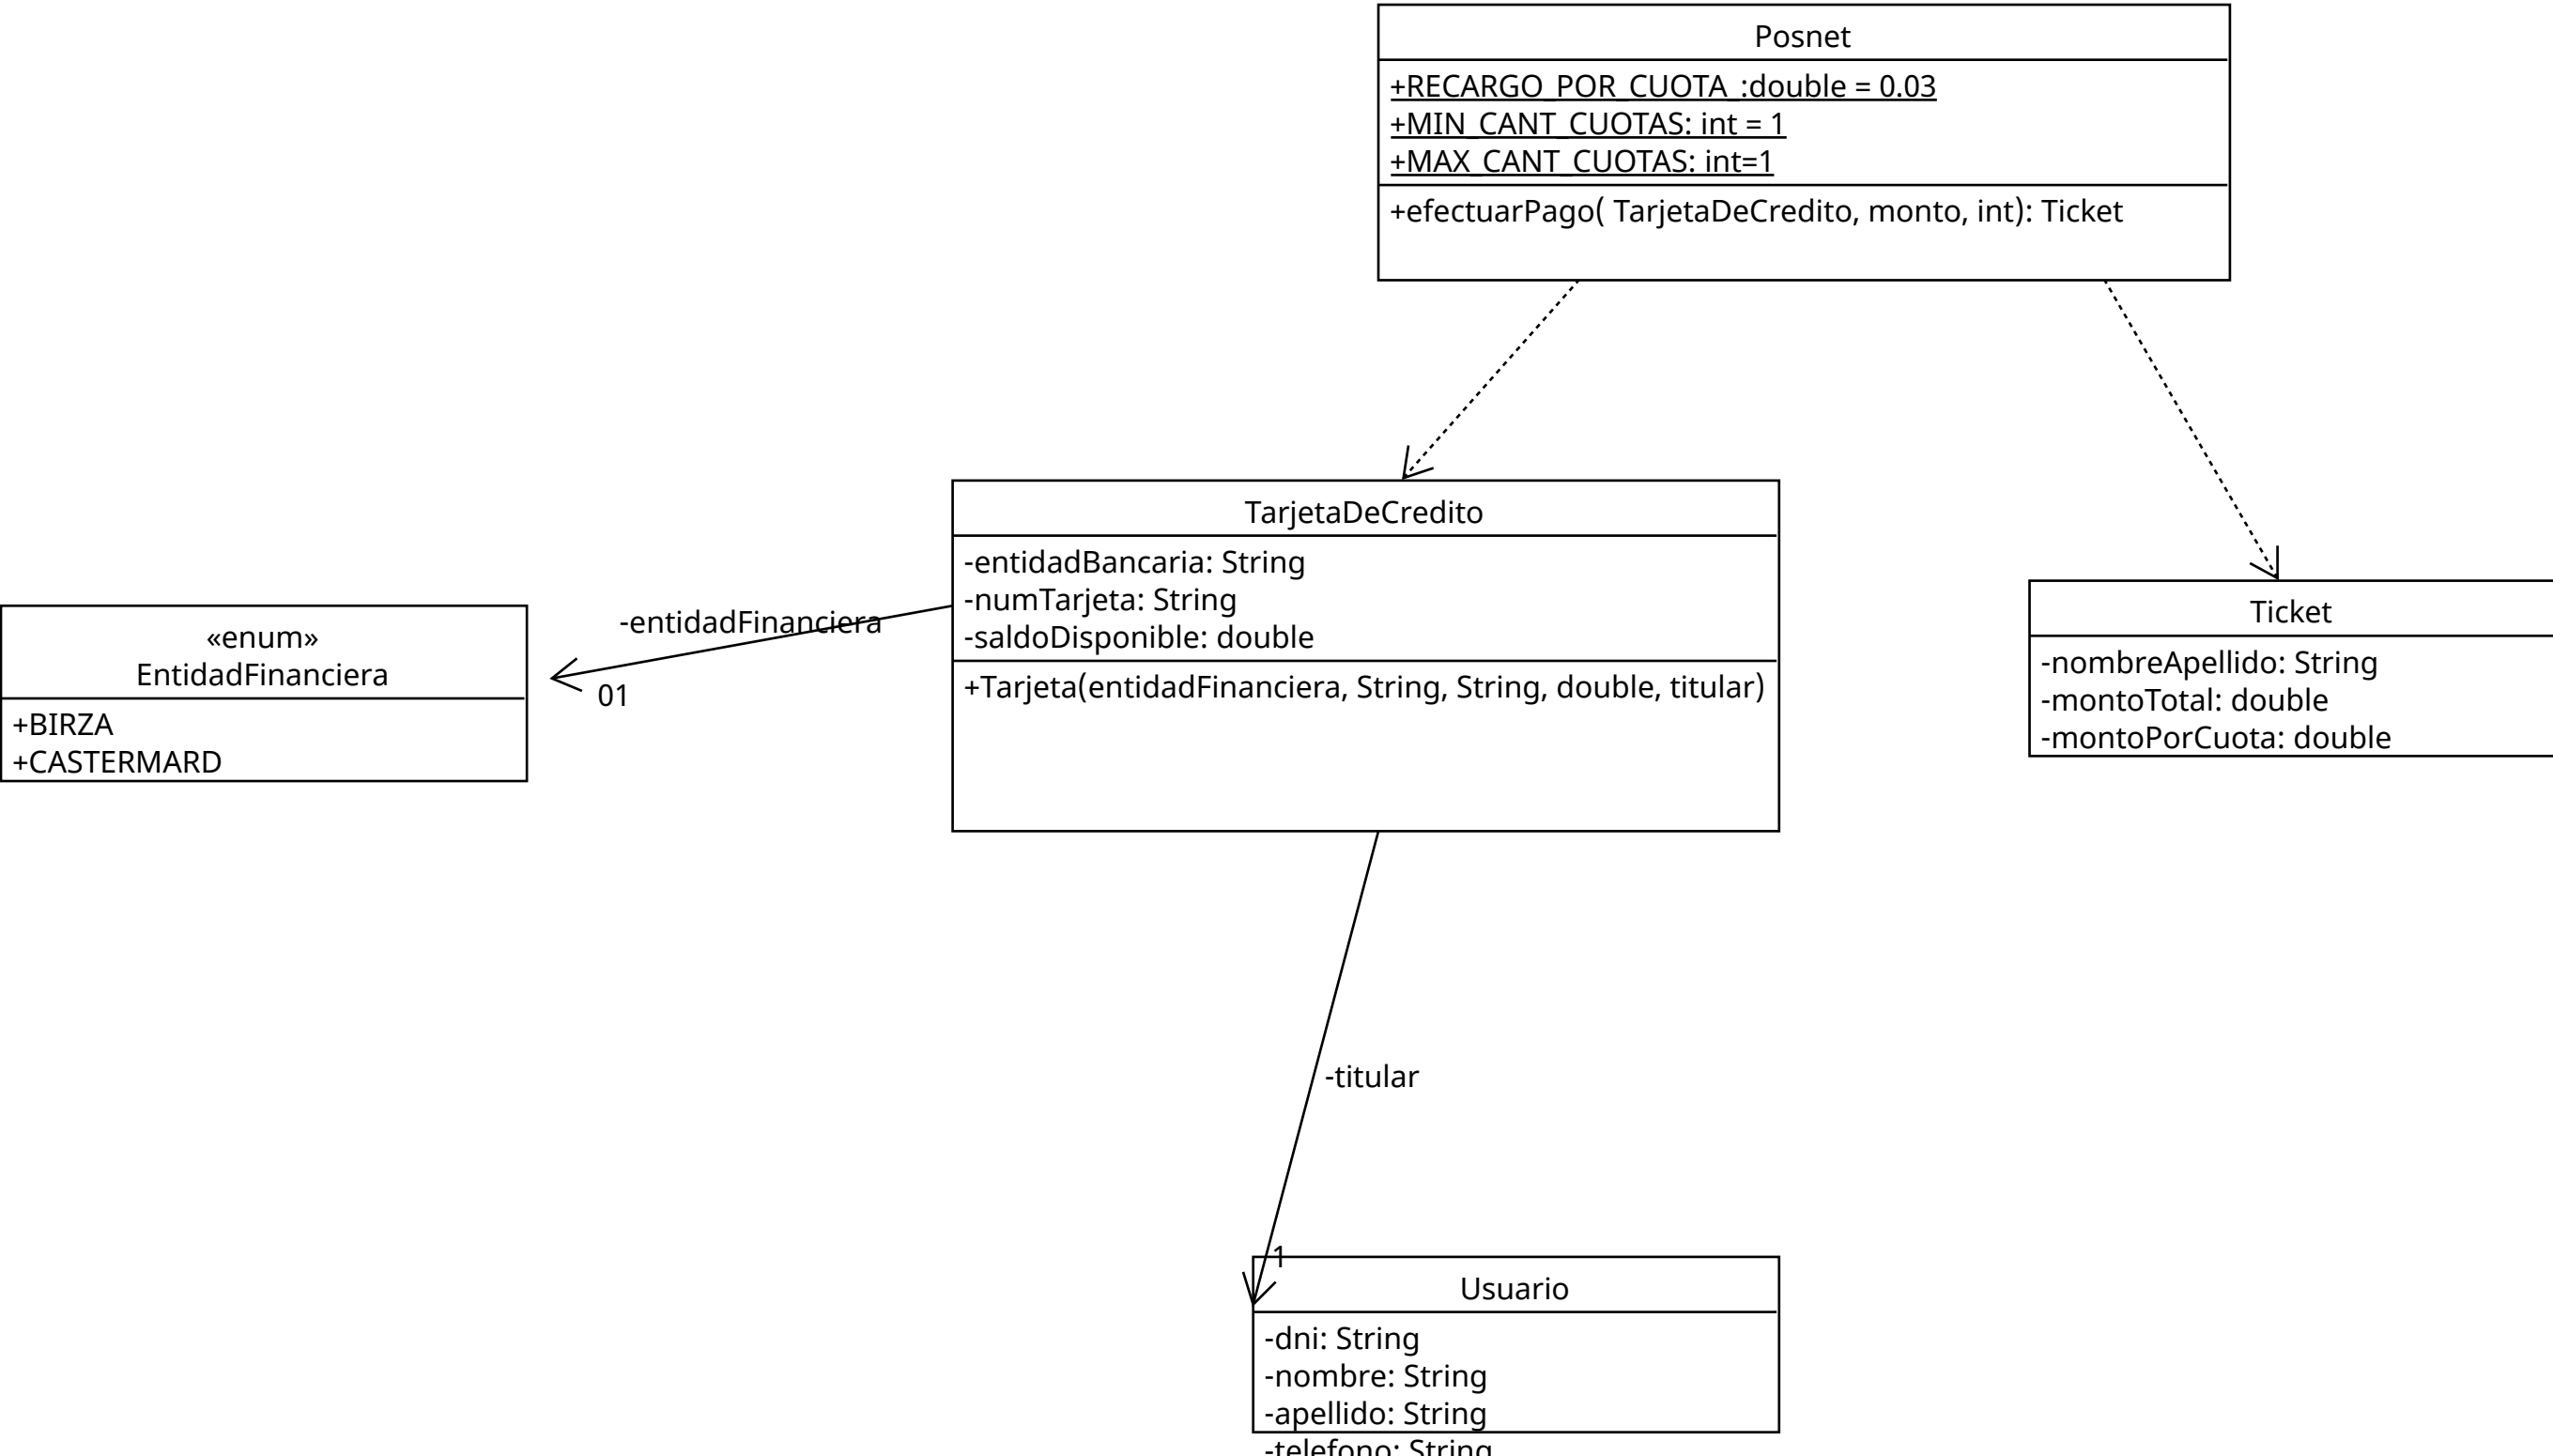 Posnet
+RECARGO_POR_CUOTA_:double = 0.03
+MIN_CANT_CUOTAS: int = 1
+MAX_CANT_CUOTAS: int=1
+efectuarPago( TarjetaDeCredito, monto, int): Ticket
TarjetaDeCredito
-entidadBancaria: String
-numTarjeta: String
-saldoDisponible: double
+Tarjeta(entidadFinanciera, String, String, double, titular)
-entidadFinanciera
01
«enum»
EntidadFinanciera
+BIRZA
+CASTERMARD
Ticket
-nombreApellido: String
-montoTotal: double
-montoPorCuota: double
-titular
1
Usuario
-dni: String
-nombre: String
-apellido: String
-telefono: String